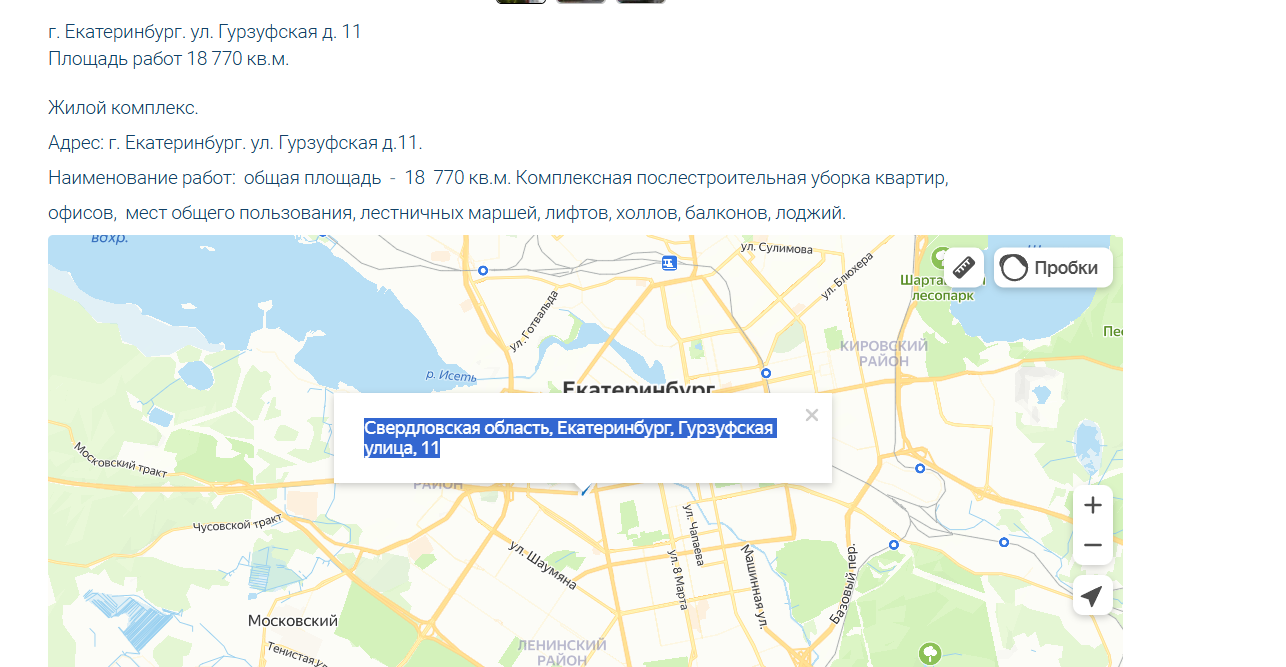 г. Екатеринбург. ул. Гурзуфская д. 11
Площадь работ 18 770 кв.м.
Жилой комплекс.
Адрес: г. Екатеринбург. ул. Гурзуфская д.11.
Наименование работ: общая площадь - 18 770 кв.м. Комплексная послестроительная уборка квартир,
офисов, мест общего пользования, лестничных маршей, лифтов, холлов, балконов, лоджий.
вохр.
ул. Сулимова
Пробки
ул. Блюхера
лесопарк
ул. Готвальда
КИРОВСКИЙ
РАЙОН
р. Исеть
Екатеринбург
Свердловская область, Екатеринбург, Гурзуфская
улица, 11
Московский тракт
РАЙОН
Чусовской тракт
ул. Чапаева
ул. Шаумяна
ул. 8 Марта
Машинная ул.
Базовый пер.
Московский
ЛЕНИНСКИЙ
РАЙОН
Тенистая ул.